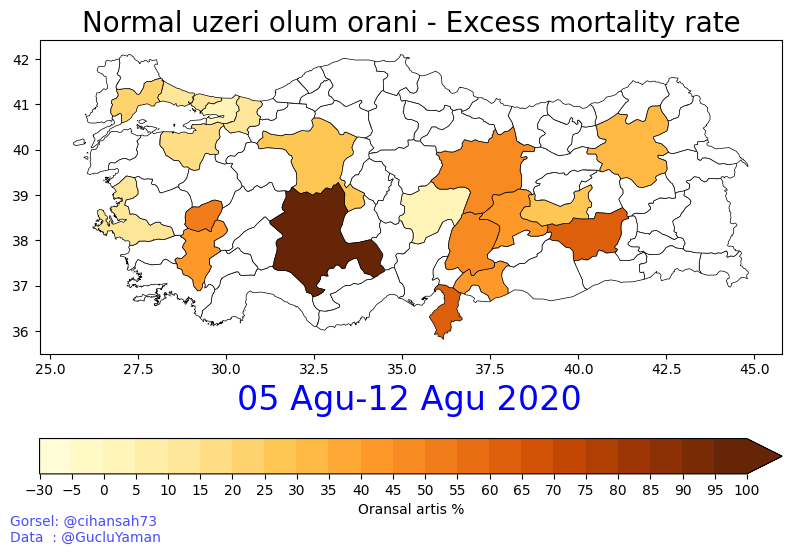 Normal uzeri olum orani - Excess mortality rate
42
41
40
39
38
37
36
25.0 27.5 30.0 32.5 35.0 37.5 40.0 42.5 45.0
05 Agu-12 Agu 2020
−30 −5 0 5 10 15 20 25 30 35 40 45 50 55 60 65 70 75 80 85 90 95 100
Oransal artis %
Gorsel: @cihansah73
Data : @GucluYaman